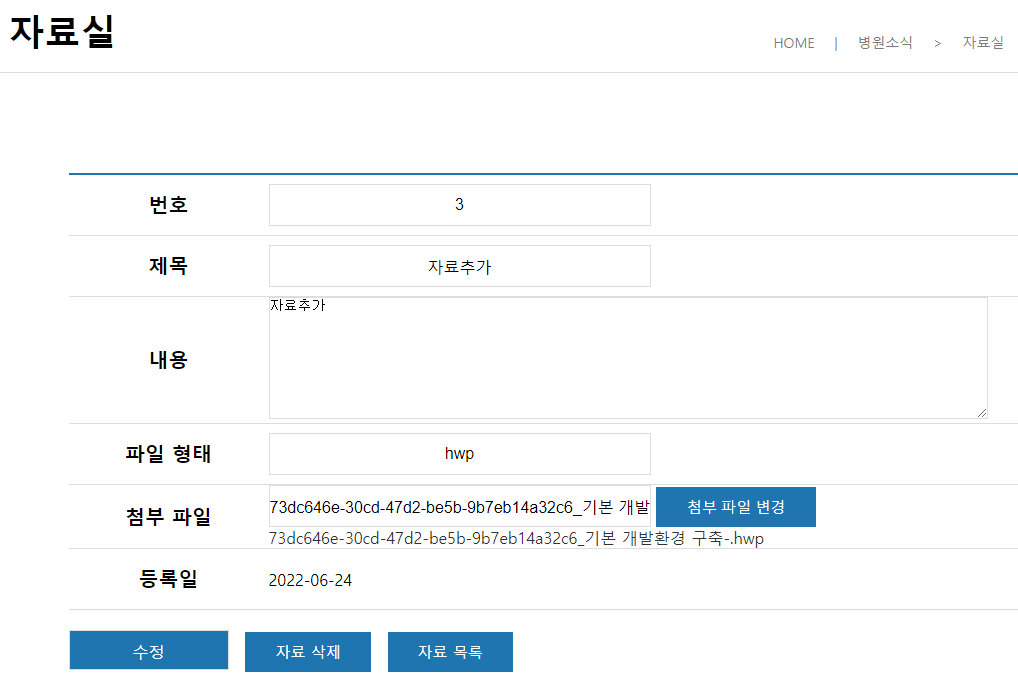 자료실
HOME | 병원소식 > 자료실
번호 3
제목 자료추가
내용 자료추가
파일 형태 hwp
첨부 파일 73dc646e-30cd-47d2-be5b-9b7eb14a32c6_기본 개발 첨부 파일 변경
73dc646e-30cd-47d2-be5b-9b7eb14a32c6_기본 개발환경 구축-.hwp
등록일 2022-06-24
수정 자료 삭제 자료 목록